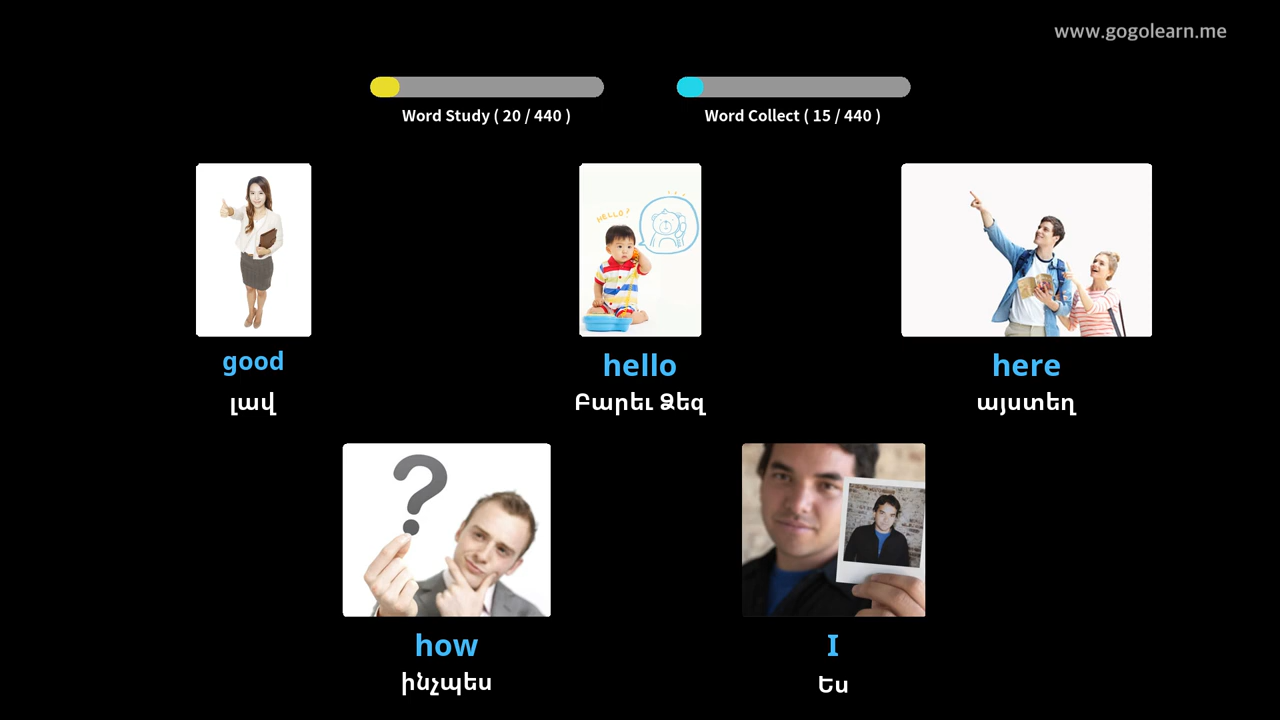 www.gogolearn.me
Word Study ( 20 / 440 )
Word Collect ( 15 / 440 )
HELLO?
good
լավ
hello
Բարեւ Ձեզ
here
այստեղ
how
ինչպես
I
Ես